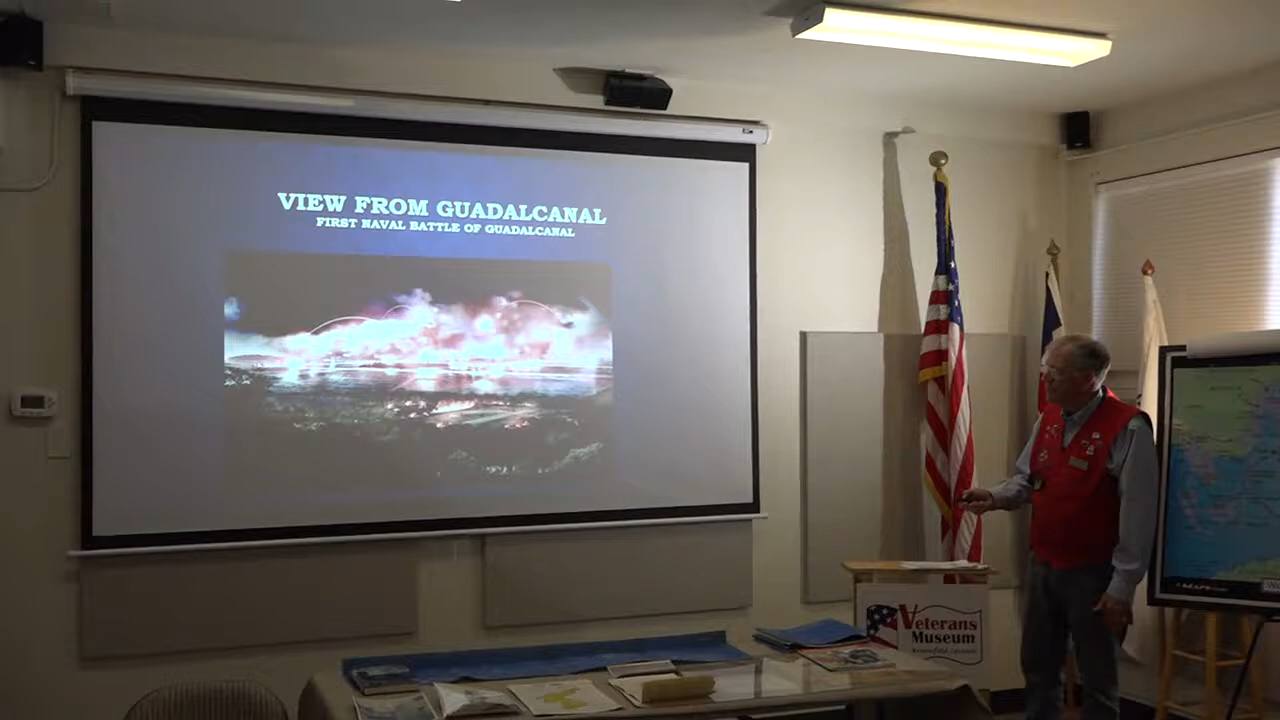 VIEW FROM GUADALCANAL
FIRST NAVAL BATTLE OF GUADALCANAL
Veterans
Museum